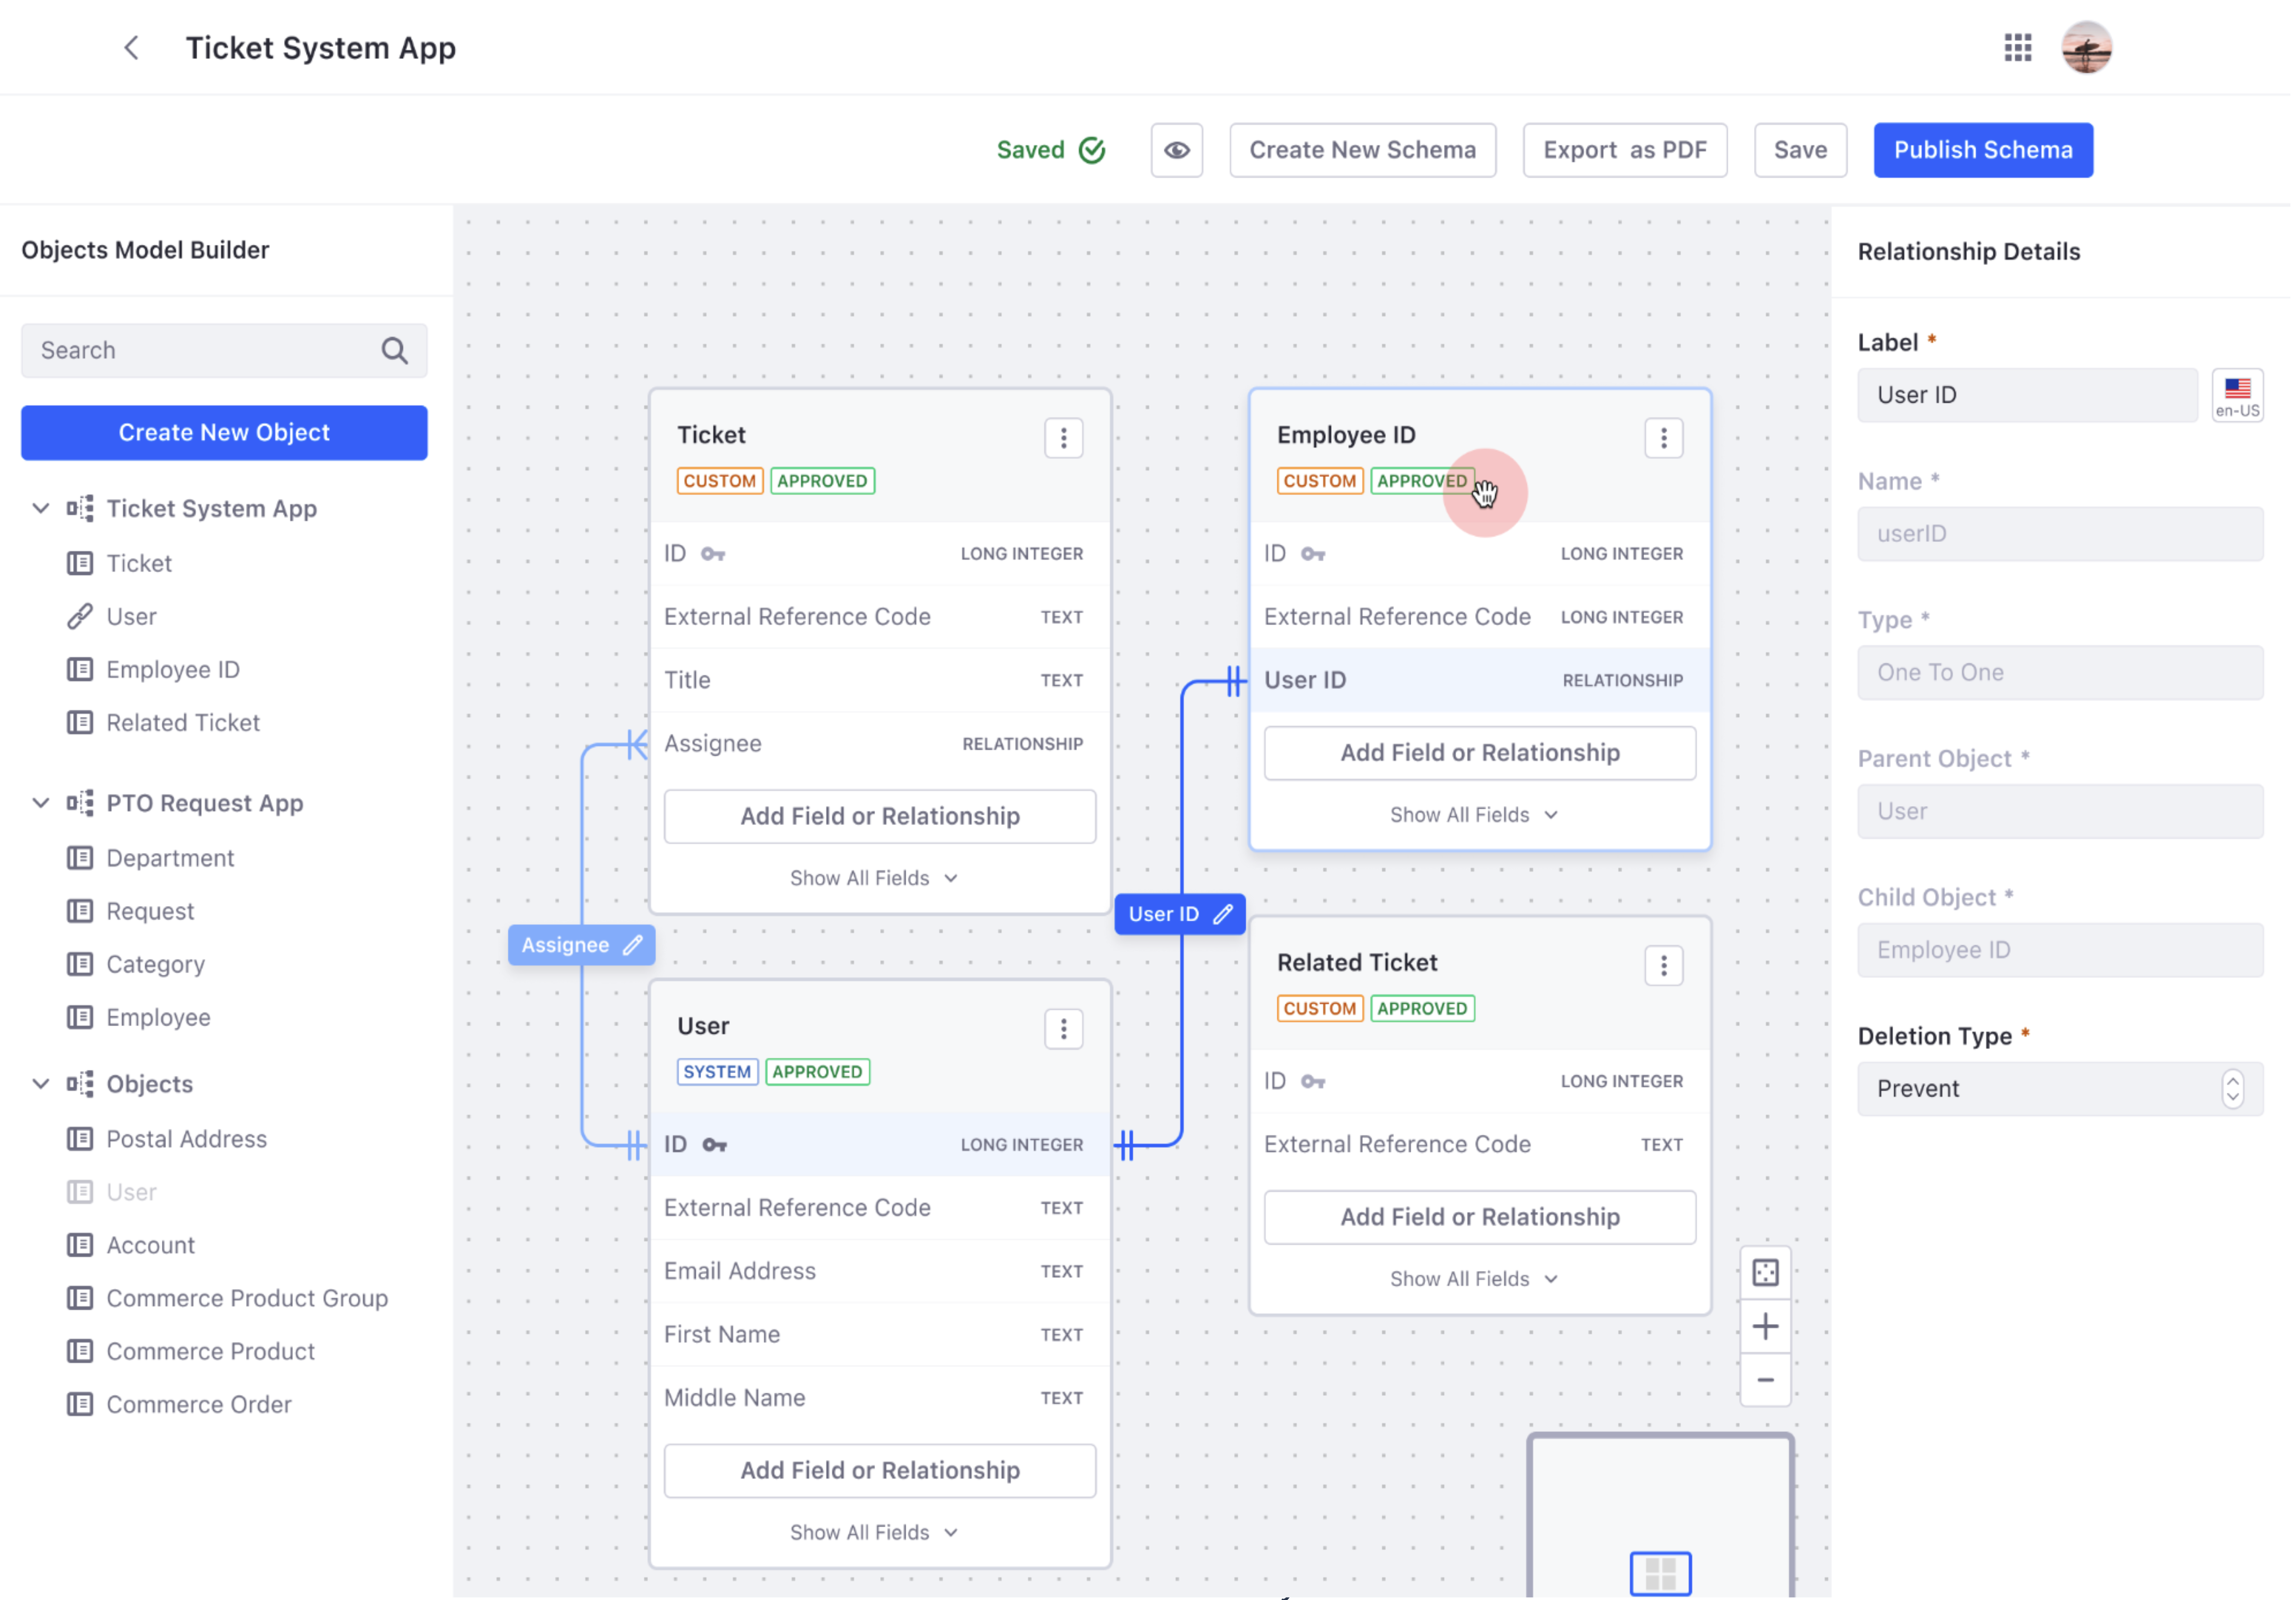 Ticket System App
Saved
Create New Schema
Export as PDF
Save
Publish Schema
Objects Model Builder
Search
Create New Object
Ticket System App
Ticket
User
Employee ID
Related Ticket
PTO Request App
Department
Request
Category
Employee
Objects
Postal Address
User
Account
Commerce Product Group
Commerce Product
Commerce Order
Ticket
CUSTOM APPROVED
ID LONG INTEGER
External Reference Code TEXT
Title TEXT
Assignee RELATIONSHIP
Add Field or Relationship
Show All Fields
Assignee
User
SYSTEM APPROVED
ID LONG INTEGER
External Reference Code TEXT
Email Address TEXT
First Name TEXT
Middle Name TEXT
Add Field or Relationship
Show All Fields
User ID
Employee ID
CUSTOM APPROVED
ID LONG INTEGER
External Reference Code LONG INTEGER
User ID RELATIONSHIP
Add Field or Relationship
Show All Fields
Related Ticket
CUSTOM APPROVED
ID LONG INTEGER
External Reference Code TEXT
Add Field or Relationship
Show All Fields
Relationship Details
Label *
User ID
en-US
Name *
userID
Type *
One To One
Parent Object *
User
Child Object *
Employee ID
Deletion Type *
Prevent